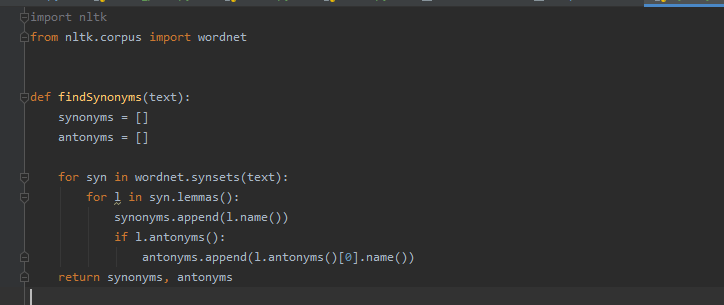 import nltk
from nltk.corpus import wordnet
def findSynonyms(text):
    synonyms = []
    antonyms = []
    for syn in wordnet.synsets(text):
        for l in syn.lemmas():
            synonyms.append(l.name())
            if l.antonyms():
                antonyms.append(l.antonyms()[0].name())
    return synonyms, antonyms